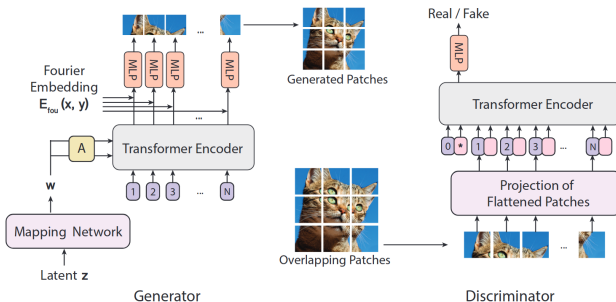 Real / Fake
MLP
MLP
MLP
MLP
...
MLP
Generated Patches
Fourier
Embedding
E_fou (x, y)
...
Transformer Encoder
A
1
2
3
...
N
w
Mapping Network
Latent z
Generator
Overlapping Patches
Transformer Encoder
0
*
1
2
3
...
N
Projection of
Flattened Patches
...
Discriminator
...